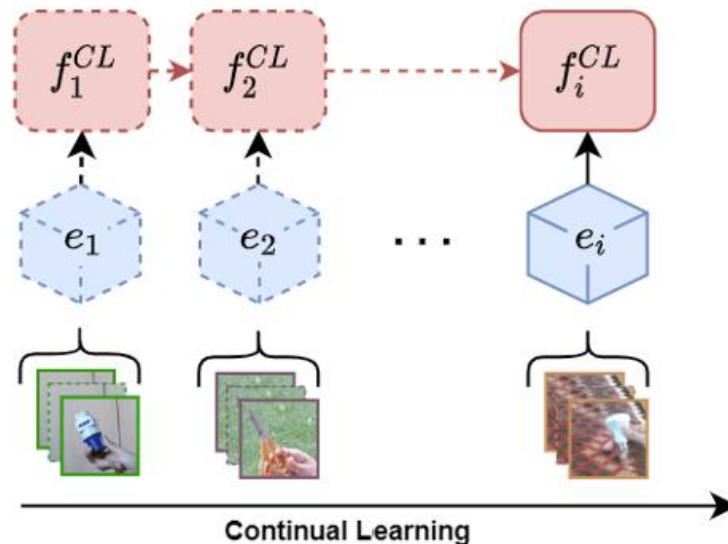 f_1^{CL} f_2^{CL} f_i^{CL}
e_1 e_2 ... e_i
Continual Learning